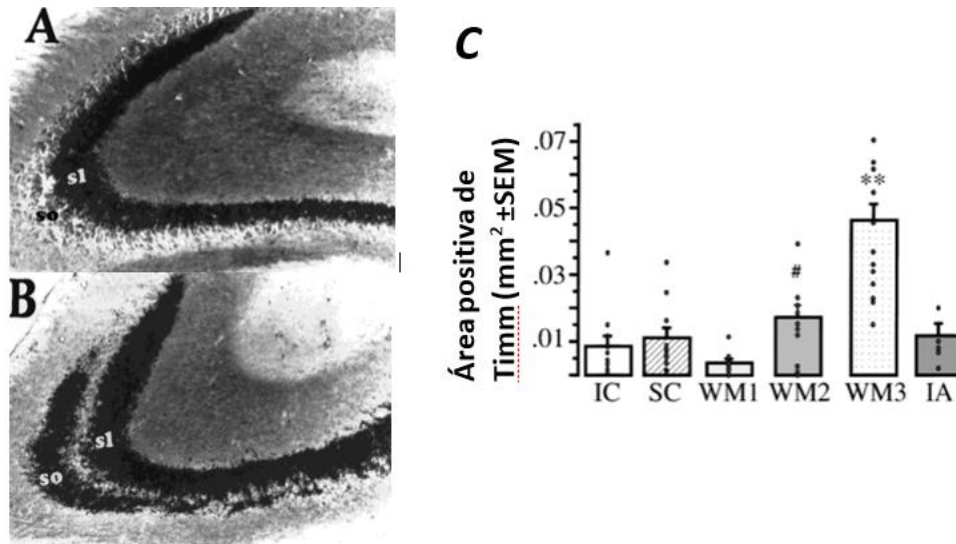 A
sl
so
B
sl
so
C
Área positiva de
Timm (mm² ±SEM)
.07
.05
.03
.01
**
#
IC SC WM1 WM2 WM3 IA